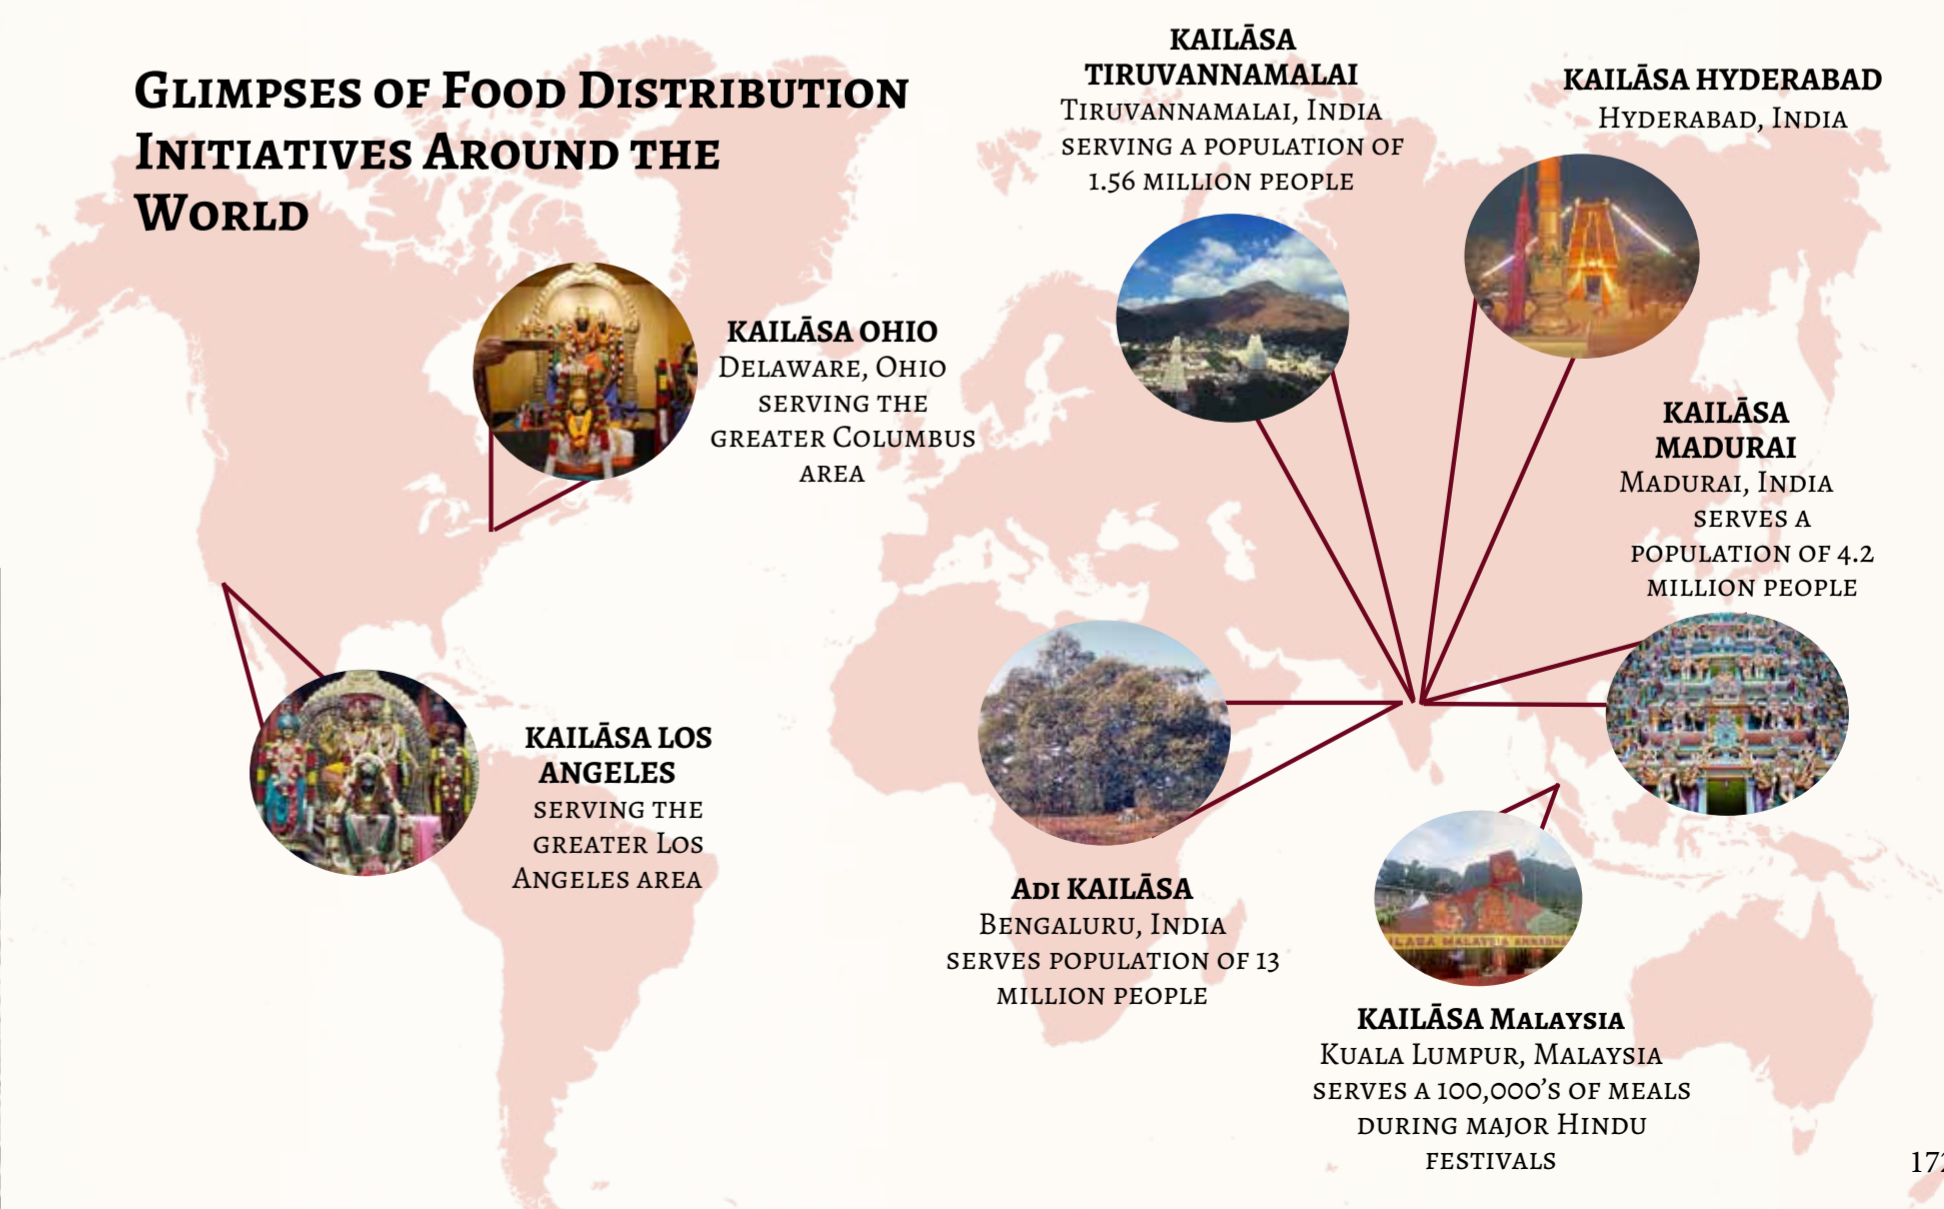 Glimpses of Food Distribution
Initiatives Around the
World
KAILĀSA
TIRUVANNAMALAI
Tiruvannamalai, India
serving a population of
1.56 million people
KAILĀSA HYDERABAD
Hyderabad, India
KAILĀSA OHIO
Delaware, Ohio
serving the
greater Columbus
area
KAILĀSA
MADURAI
Madurai, India
serves a
population of 4.2
million people
KAILĀSA LOS
ANGELES
serving the
greater Los
Angeles area
Adi KAILĀSA
Bengaluru, India
serves population of 13
million people
KAILĀSA Malaysia
Kuala Lumpur, Malaysia
serves a 100,000’s of meals
during major Hindu
festivals